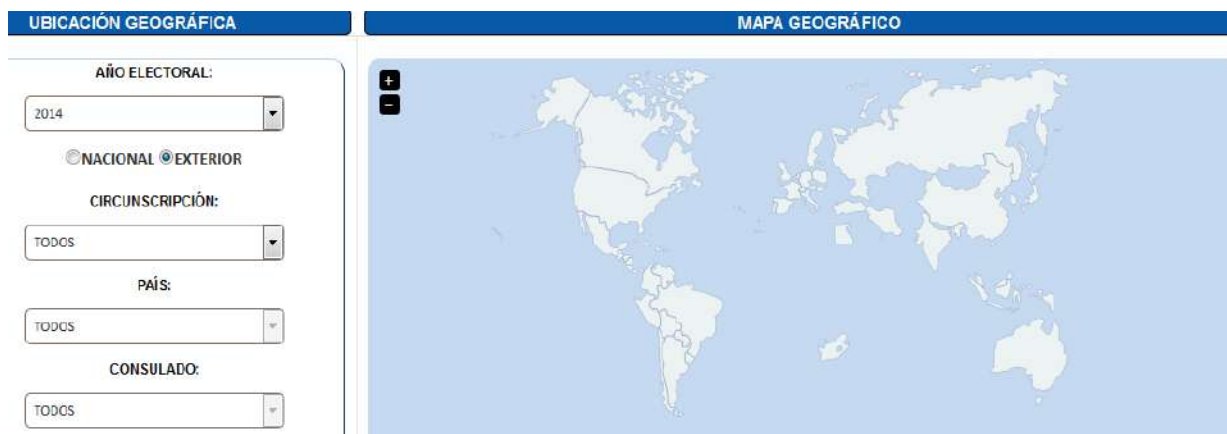 UBICACIÓN GEOGRÁFICA
MAPA GEOGRÁFICO
AÑO ELECTORAL:
2014
NACIONAL EXTERIOR
CIRCUNSCRIPCIÓN:
TODOS
PAÍS:
TODOS
CONSULADO:
TODOS
+
−